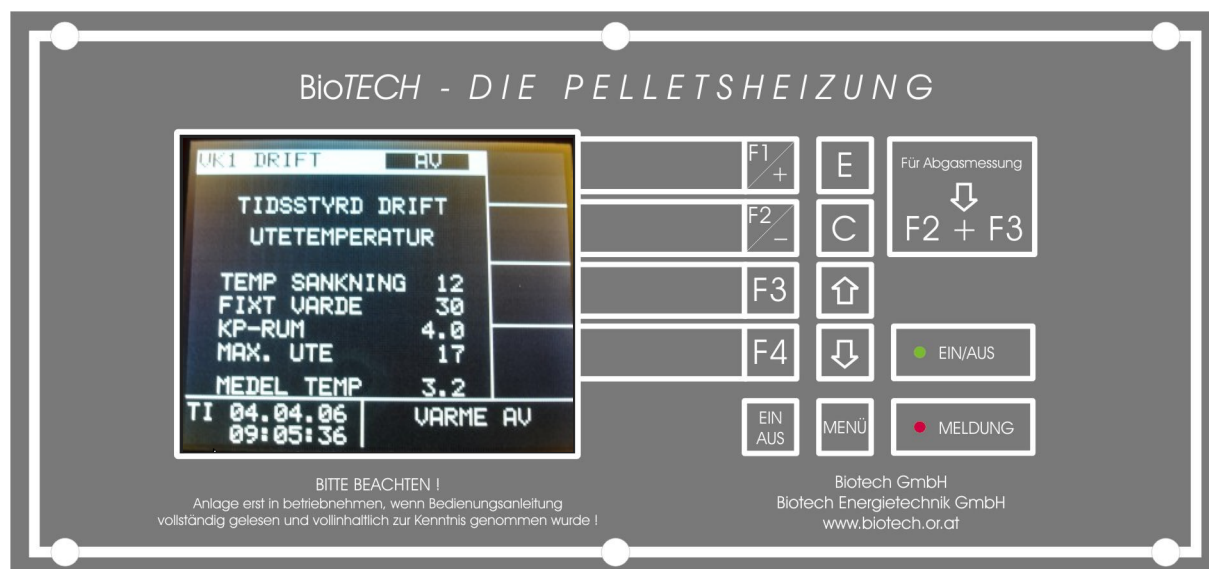 BioTECH - DIE PELLETSHEIZUNG
VK1 DRIFT AV
TIDSSTYRD DRIFT
UTETEMPERATUR
TEMP SANKNING 12
FIXT VARDE 30
KP-RUM 4.0
MAX. UTE 17
MEDEL TEMP 3.2
TI 04.04.06
09:05:36
VARME AV
F1
+
F2
–
F3
F4
E
C
EIN
AUS
MENÜ
Für Abgasmessung
F2 + F3
EIN/AUS
MELDUNG
BITTE BEACHTEN !
Anlage erst in betriebnehmen, wenn Bedienungsanleitung
vollständig gelesen und vollinhaltlich zur Kenntnis genommen wurde !
Biotech GmbH
Biotech Energietechnik GmbH
www.biotech.or.at